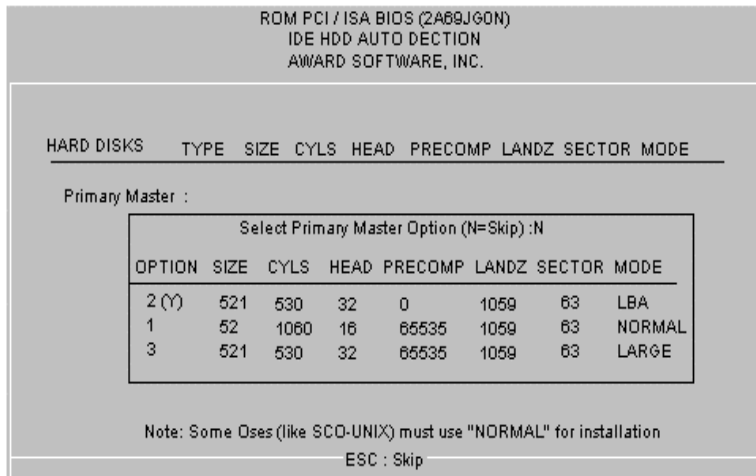 ROM PCI / ISA BIOS (2A69JG0N)
IDE HDD AUTO DECTION
AWARD SOFTWARE, INC.
HARD DISKS TYPE SIZE CYLS HEAD PRECOMP LANDZ SECTOR MODE
Primary Master :
Select Primary Master Option (N=Skip) :N
OPTION SIZE CYLS HEAD PRECOMP LANDZ SECTOR MODE
2 (Y) 521 530 32 0 1059 63 LBA
1 52 1060 16 65535 1059 63 NORMAL
3 521 530 32 65535 1059 63 LARGE
Note: Some Oses (like SCO-UNIX) must use "NORMAL" for installation
ESC : Skip